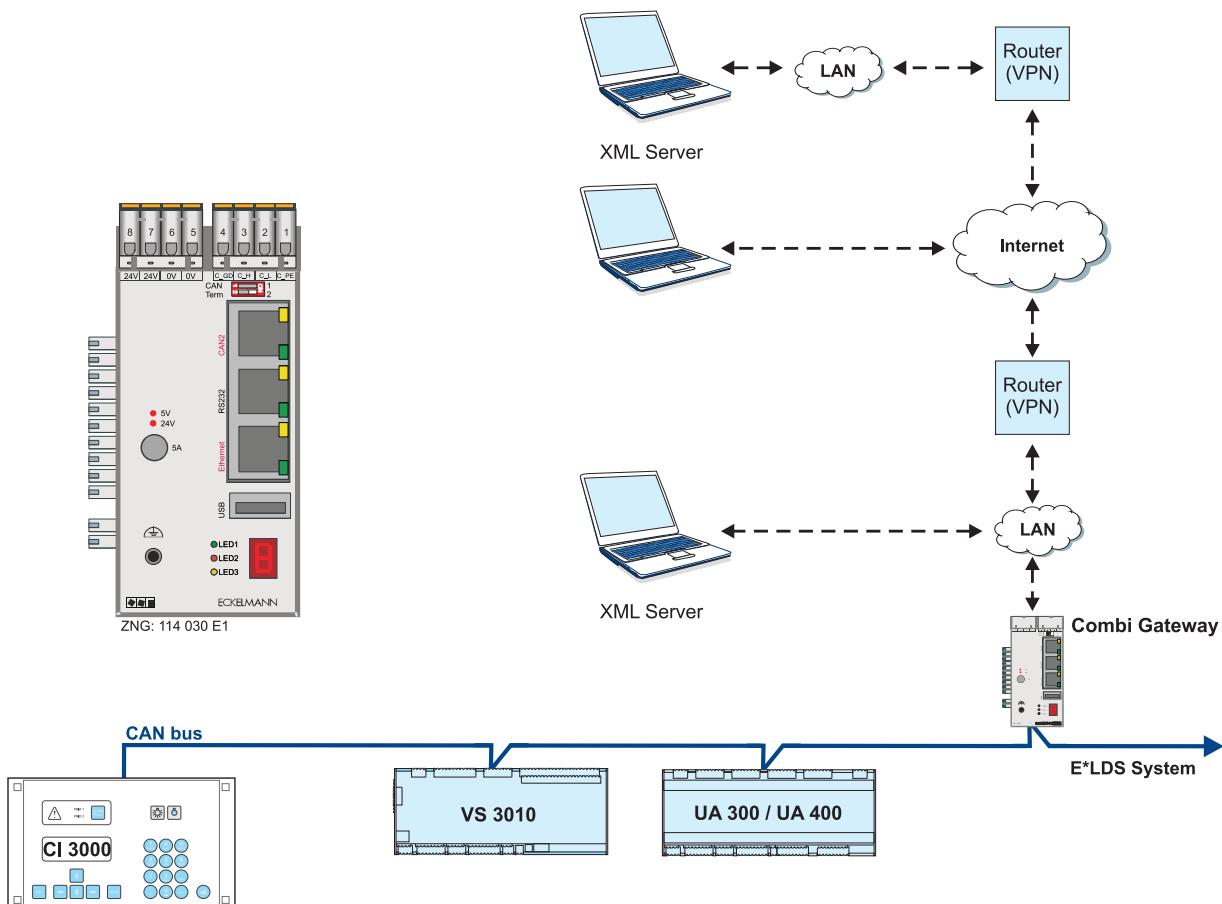 Router
(VPN)
LAN
XML Server
Internet
8 7 6 5 4 3 2 1
24V 24V 0V 0V C_GD C_H C_L C_PE
CAN
Term
1
2
CAN2
RS232
Ethernet
USB
5V
24V
5A
LED1
LED2
LED3
ECKELMANN
ZNG: 114 030 E1
Router
(VPN)
LAN
XML Server
Combi Gateway
CAN bus
E*LDS System
VS 3010
UA 300 / UA 400
CI 3000